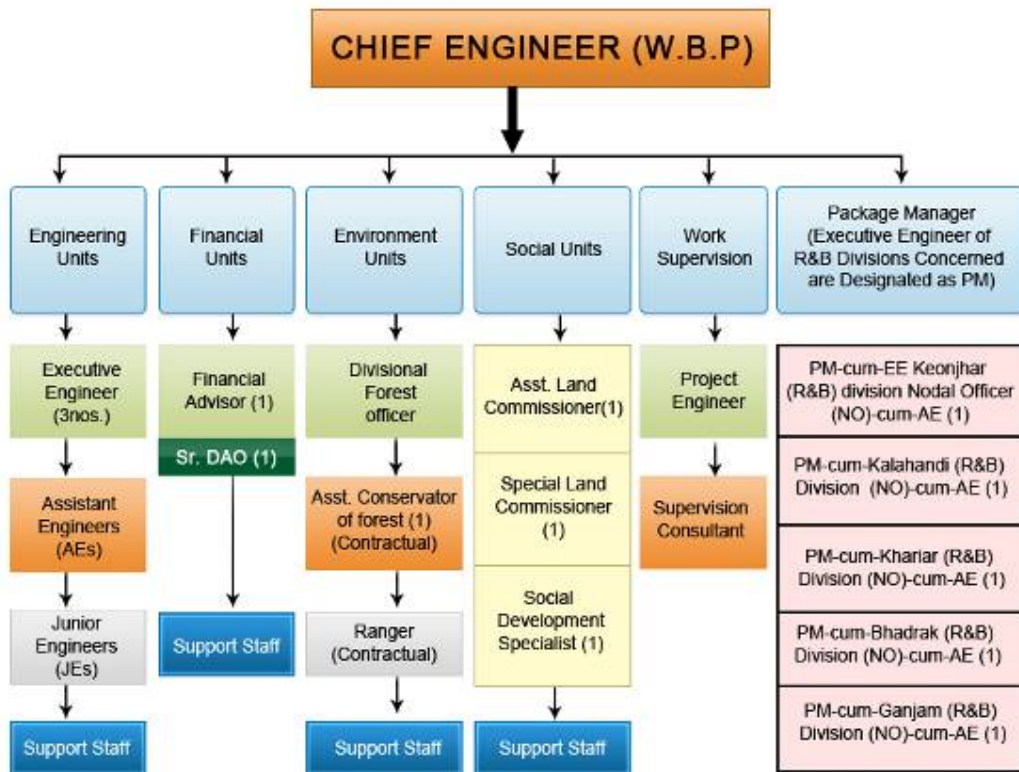 CHIEF ENGINEER (W.B.P)
Engineering
Units
Financial
Units
Environment
Units
Social Units
Work
Supervision
Package Manager
(Executive Engineer of
R&B Divisions Concerned
are Designated as PM)
Executive
Engineer
(3nos.)
Assistant
Engineers
(AEs)
Junior
Engineers
(JEs)
Support Staff
Financial
Advisor (1)
Sr. DAO (1)
Support Staff
Divisional
Forest
officer
Asst. Conservator
of forest (1)
(Contractual)
Ranger
(Contractual)
Support Staff
Asst. Land
Commissioner(1)
Special Land
Commissioner
(1)
Social
Development
Specialist (1)
Support Staff
Project
Engineer
Supervision
Consultant
PM-cum-EE Keonjhar
(R&B) division Nodal Officer
(NO)-cum-AE (1)
PM-cum-Kalahandi (R&B)
Division (NO)-cum-AE (1)
PM-cum-Khariar (R&B)
Division (NO)-cum-AE (1)
PM-cum-Bhadrak (R&B)
Division (NO)-cum-AE (1)
PM-cum-Ganjam (R&B)
Division (NO)-cum-AE (1)